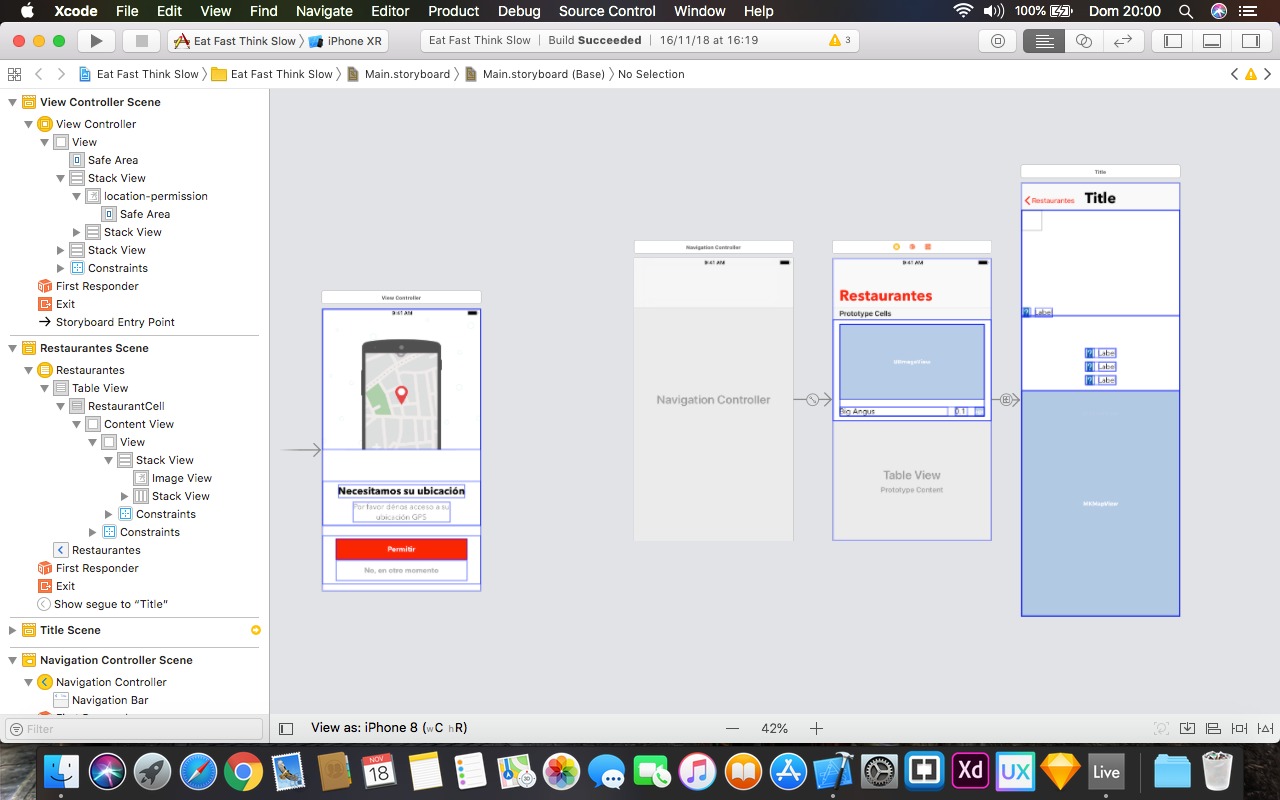 Xcode File Edit View Find Navigate Editor Product Debug Source Control Window Help 100% Dom 20:00
Eat Fast Think Slow iPhone XR Eat Fast Think Slow Build Succeeded 16/11/18 at 16:19 3
Eat Fast Think Slow Eat Fast Think Slow Main.storyboard Main.storyboard (Base) No Selection
View Controller Scene
View Controller
View
Safe Area
Stack View
location-permission
Safe Area
Stack View
Stack View
Constraints
First Responder
Exit
Storyboard Entry Point
Restaurantes Scene
Restaurantes
Table View
RestaurantCell
Content View
View
Stack View
Image View
Stack View
Constraints
Constraints
Restaurantes
First Responder
Exit
Show segue to “Title”
Title Scene
Navigation Controller Scene
Navigation Controller
Navigation Bar
Filter
View Controller
9:41 AM
Necesitamos su ubicación
Por favor dénos acceso a su
ubicación GPS
Permitir
No, en otro momento
Navigation Controller
9:41 AM
Navigation Controller
9:41 AM
Restaurantes
Prototype Cells
UIImageView
Big Angus 0.1
Table View
Prototype Content
Title
Restaurantes Title
Label
Label
Label
Label
MKMapView
View as: iPhone 8 (wC hR) 42%
NOV
18
3D
Xd
UX
Live